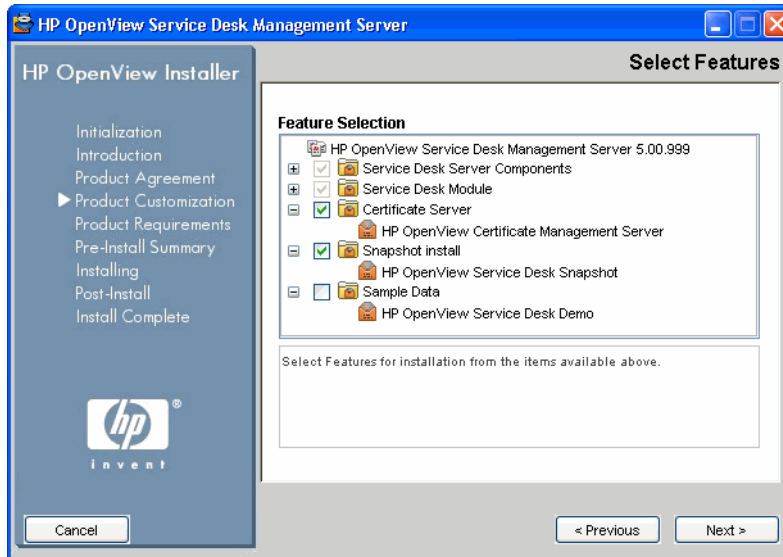 HP OpenView Service Desk Management Server
HP OpenView Installer
Initialization
Introduction
Product Agreement
Product Customization
Product Requirements
Pre-Install Summary
Installing
Post-Install
Install Complete
hp
®
invent
Cancel
Select Features
Feature Selection
HP OpenView Service Desk Management Server 5.00.999
Service Desk Server Components
Service Desk Module
Certificate Server
HP OpenView Certificate Management Server
Snapshot install
HP OpenView Service Desk Snapshot
Sample Data
HP OpenView Service Desk Demo
Select Features for installation from the items available above.
< Previous
Next >